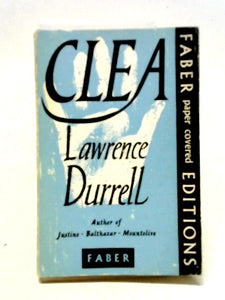 CLEA
Lawrence
Durrell
Author of
Justine - Balthazar - Mountolive
FABER
FABER paper covered EDITIONS